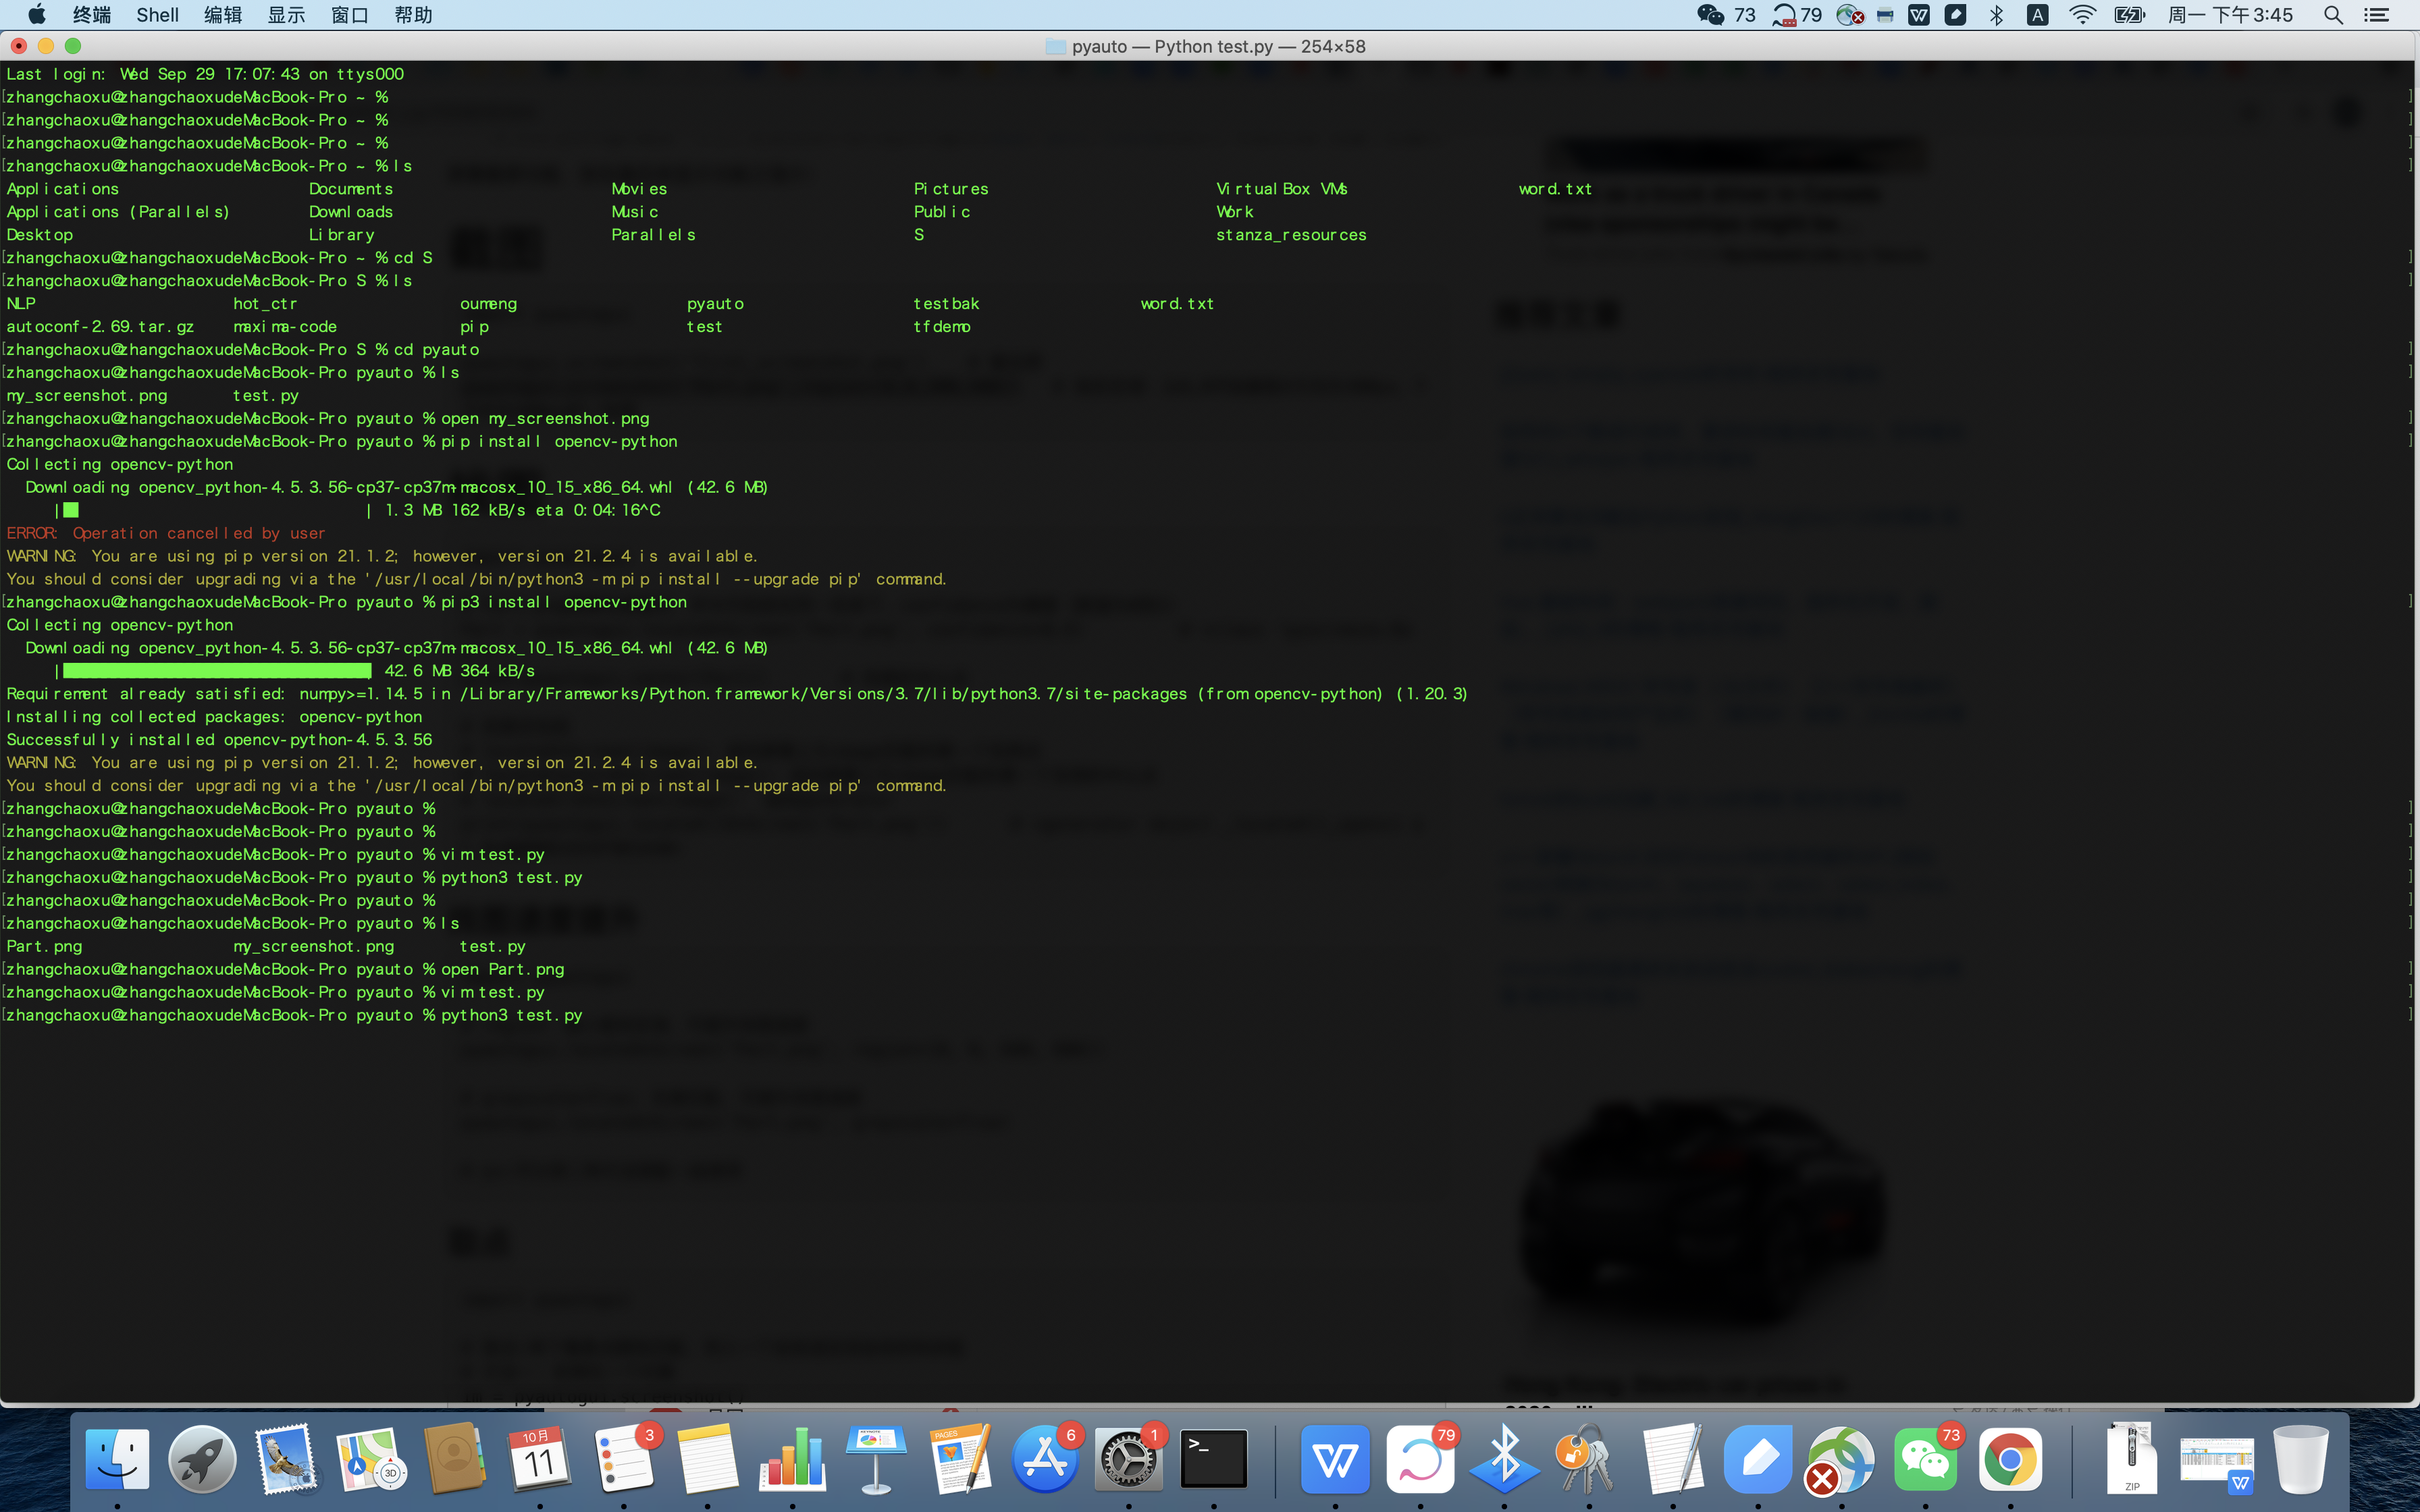 终端 Shell 编辑 显示 窗口 帮助 73 79 A 周一 下午3:45
pyauto — Python test.py — 254×58
Last login: Wed Sep 29 17:07:43 on ttys000
[zhangchaoxu@zhangchaoxudeMacBook-Pro ~ % ]
[zhangchaoxu@zhangchaoxudeMacBook-Pro ~ % ]
[zhangchaoxu@zhangchaoxudeMacBook-Pro ~ % ]
[zhangchaoxu@zhangchaoxudeMacBook-Pro ~ % ls ]
Applications Documents Movies Pictures VirtualBox VMs word.txt
Applications (Parallels) Downloads Music Public Work
Desktop Library Parallels S stanza_resources
[zhangchaoxu@zhangchaoxudeMacBook-Pro ~ % cd S ]
[zhangchaoxu@zhangchaoxudeMacBook-Pro S % ls ]
NLP hot_ctr oumeng pyauto testbak word.txt
autoconf-2.69.tar.gz maxima-code pip test tfdemo
[zhangchaoxu@zhangchaoxudeMacBook-Pro S % cd pyauto ]
[zhangchaoxu@zhangchaoxudeMacBook-Pro pyauto % ls ]
my_screenshot.png test.py
[zhangchaoxu@zhangchaoxudeMacBook-Pro pyauto % open my_screenshot.png ]
[zhangchaoxu@zhangchaoxudeMacBook-Pro pyauto % pip install opencv-python ]
Collecting opencv-python
Downloading opencv_python-4.5.3.56-cp37-cp37m-macosx_10_15_x86_64.whl (42.6 MB)
| | 1.3 MB 162 kB/s eta 0:04:16^C
ERROR: Operation cancelled by user
WARNING: You are using pip version 21.1.2; however, version 21.2.4 is available.
You should consider upgrading via the '/usr/local/bin/python3 -m pip install --upgrade pip' command.
[zhangchaoxu@zhangchaoxudeMacBook-Pro pyauto % pip3 install opencv-python ]
Collecting opencv-python
Downloading opencv_python-4.5.3.56-cp37-cp37m-macosx_10_15_x86_64.whl (42.6 MB)
| 42.6 MB 364 kB/s
Requirement already satisfied: numpy>=1.14.5 in /Library/Frameworks/Python.framework/Versions/3.7/lib/python3.7/site-packages (from opencv-python) (1.20.3)
Installing collected packages: opencv-python
Successfully installed opencv-python-4.5.3.56
WARNING: You are using pip version 21.1.2; however, version 21.2.4 is available.
You should consider upgrading via the '/usr/local/bin/python3 -m pip install --upgrade pip' command.
[zhangchaoxu@zhangchaoxudeMacBook-Pro pyauto % ]
[zhangchaoxu@zhangchaoxudeMacBook-Pro pyauto % ]
[zhangchaoxu@zhangchaoxudeMacBook-Pro pyauto % vim test.py ]
[zhangchaoxu@zhangchaoxudeMacBook-Pro pyauto % python3 test.py ]
[zhangchaoxu@zhangchaoxudeMacBook-Pro pyauto % ]
[zhangchaoxu@zhangchaoxudeMacBook-Pro pyauto % ls ]
Part.png my_screenshot.png test.py
[zhangchaoxu@zhangchaoxudeMacBook-Pro pyauto % open Part.png ]
[zhangchaoxu@zhangchaoxudeMacBook-Pro pyauto % vim test.py ]
[zhangchaoxu@zhangchaoxudeMacBook-Pro pyauto % python3 test.py ]
10月 3 6 1 79 73
11 3D PAGES >_ ZIP